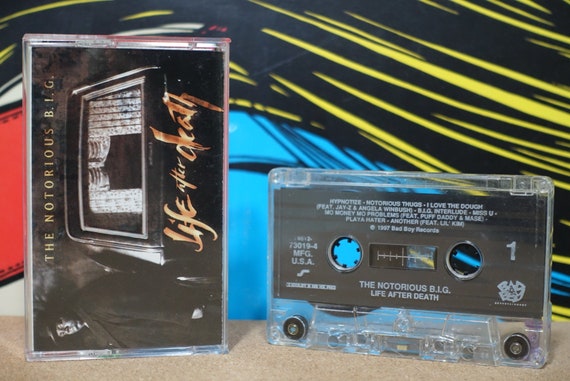 THE NOTORIOUS B.I.G.
Life after death
HYPNOTIZE - NOTORIOUS THUGS - I LOVE THE DOUGH
(FEAT. JAY-Z & ANGELA WINBUSH) - B.I.G. INTERLUDE - MISS U -
MO MONEY MO PROBLEMS (FEAT. PUFF DADDY & MASE) -
PLAYA HATER - ANOTHER (FEAT. LIL' KIM)
℗ 1997 Bad Boy Records
73019-4
MFG.
U.S.A.
1
THE NOTORIOUS B.I.G.
LIFE AFTER DEATH
BAD BOY